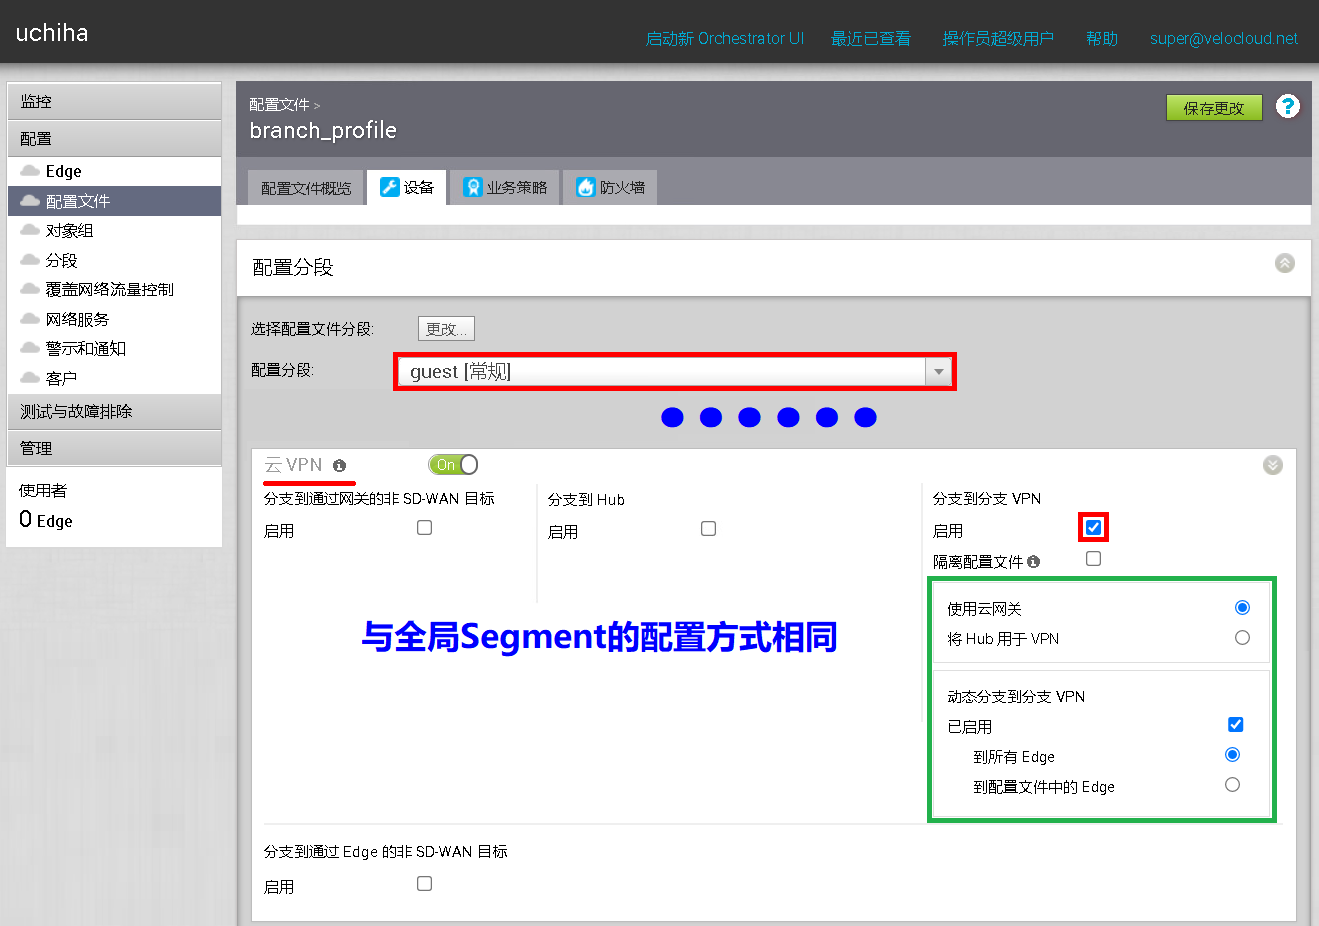 uchiha
启动新 Orchestrator UI 最近已查看 操作员超级用户 帮助 super@velocloud.net
监控
配置
Edge
配置文件
对象组
分段
覆盖网络流量控制
网络服务
警示和通知
客户
测试与故障排除
管理
使用者
0 Edge
配置文件 >
branch_profile
保存更改
?
配置文件概览 设备 业务策略 防火墙
配置分段
选择配置文件分段: 更改...
配置分段: guest [常规]
云 VPN On
分支到通过网关的非 SD-WAN 目标
启用
分支到 Hub
启用
分支到分支 VPN
启用
隔离配置文件
使用云网关
将 Hub 用于 VPN
动态分支到分支 VPN
已启用
到所有 Edge
到配置文件中的 Edge
与全局Segment的配置方式相同
分支到通过 Edge 的非 SD-WAN 目标
启用